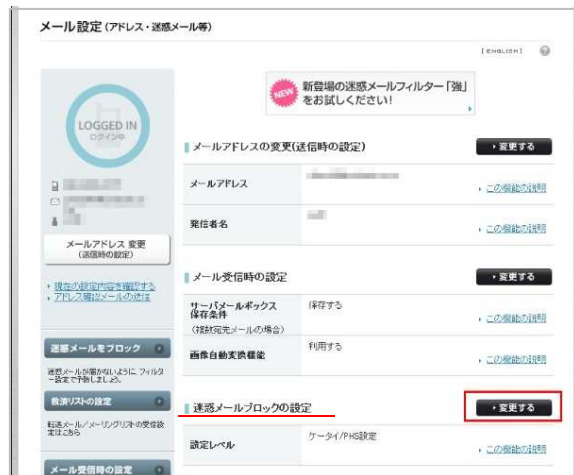 メール設定(アドレス・迷惑メール等)
[ENGLISH]
NEW
新登場の迷惑メールフィルター「強」
をお試しください!
LOGGED IN
ログイン中
メールアドレス 変更
(送信時の設定)
現在の設定内容を確認する
アドレス確認メールの送信
迷惑メールをブロック
迷惑メールが届かないように、フィルタ
ー設定で予防しましょ。
救済リストの設定
転送メール/メーリングリストの受信設
定はこちら
メール受信時の設定
メールアドレスの変更(送信時の設定)
変更する
メールアドレス
この機能の説明
発信者名
この機能の説明
メール受信時の設定
変更する
サーバメールボックス
保存条件
(複数宛先メールの場合)
保存する
この機能の説明
画像自動変換機能
利用する
この機能の説明
迷惑メールブロックの設定
変更する
設定レベル
ケータイ/PHS設定
この機能の説明